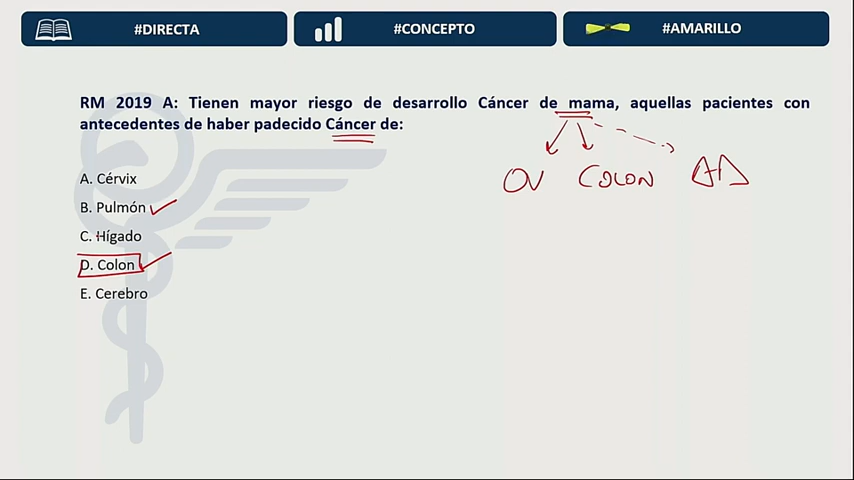 #DIRECTA
#CONCEPTO
#AMARILLO
RM 2019 A: Tienen mayor riesgo de desarrollo Cáncer de mama, aquellas pacientes con
antecedentes de haber padecido Cáncer de:
OV COLON
A. Cérvix
B. Pulmón
C. Hígado
D. Colon
E. Cerebro